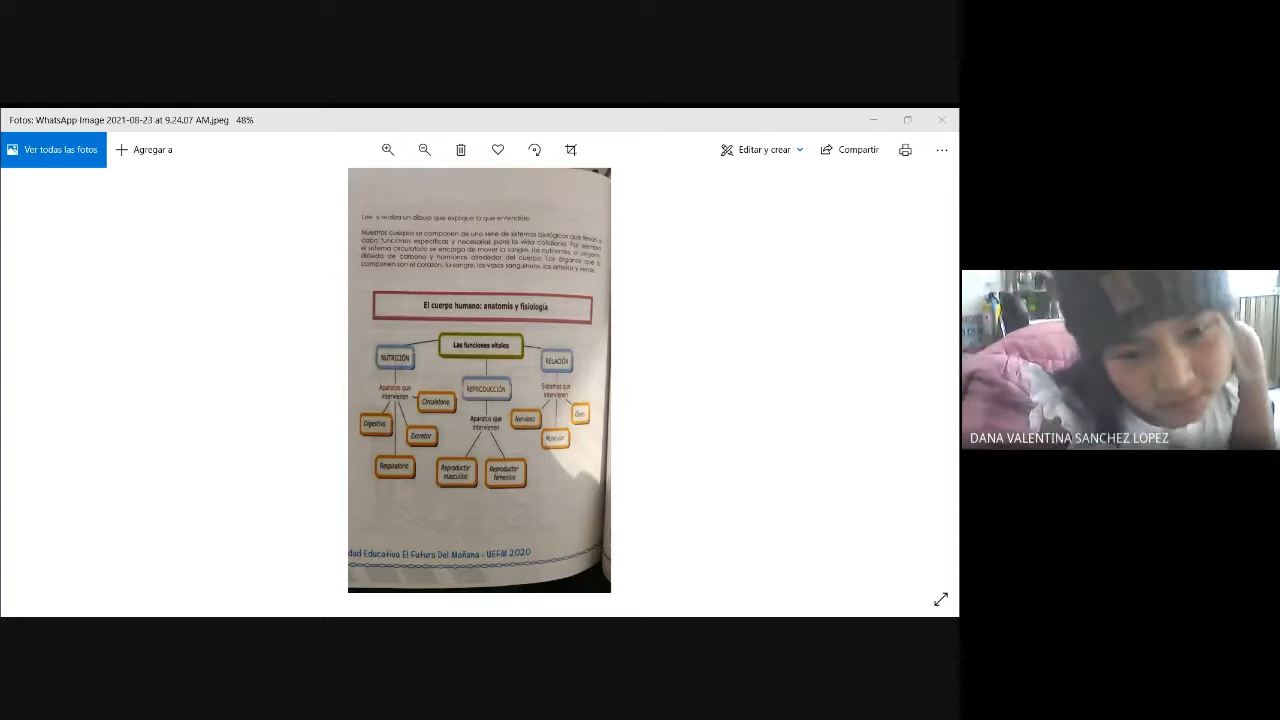 Fotos: WhatsApp Image 2021-08-23 at 9.24.07 AM.jpeg 48%
Ver todas las fotos
Agregar a
Editar y crear
Compartir
Lee y realiza un dibujo que explique lo que entendiste
Nuestros cuerpos se componen de una serie de sistemas biológicos que llevan a
cabo funciones específicas y necesarias para la vida cotidiana. Por ejemplo
el sistema circulatorio se encarga de mover la sangre, los nutrientes, el oxígeno
dióxido de carbono y hormonas alrededor del cuerpo. Los órganos que lo
componen son el corazón, la sangre, los vasos sanguíneos, las arterias y venas.
El cuerpo humano: anatomía y fisiología
Las funciones vitales
NUTRICIÓN
RELACIÓN
REPRODUCCIÓN
Aparatos que
intervienen
Sistemas que
intervienen
Circulatorio
Digestivo
Excretor
Respiratorio
Aparatos que
intervienen
Reproductor
masculino
Reproductor
femenino
Nervioso
Óseo
Muscular
dad Educativa El Futuro Del Mañana - UEFM 2020
DANA VALENTINA SANCHEZ LOPEZ